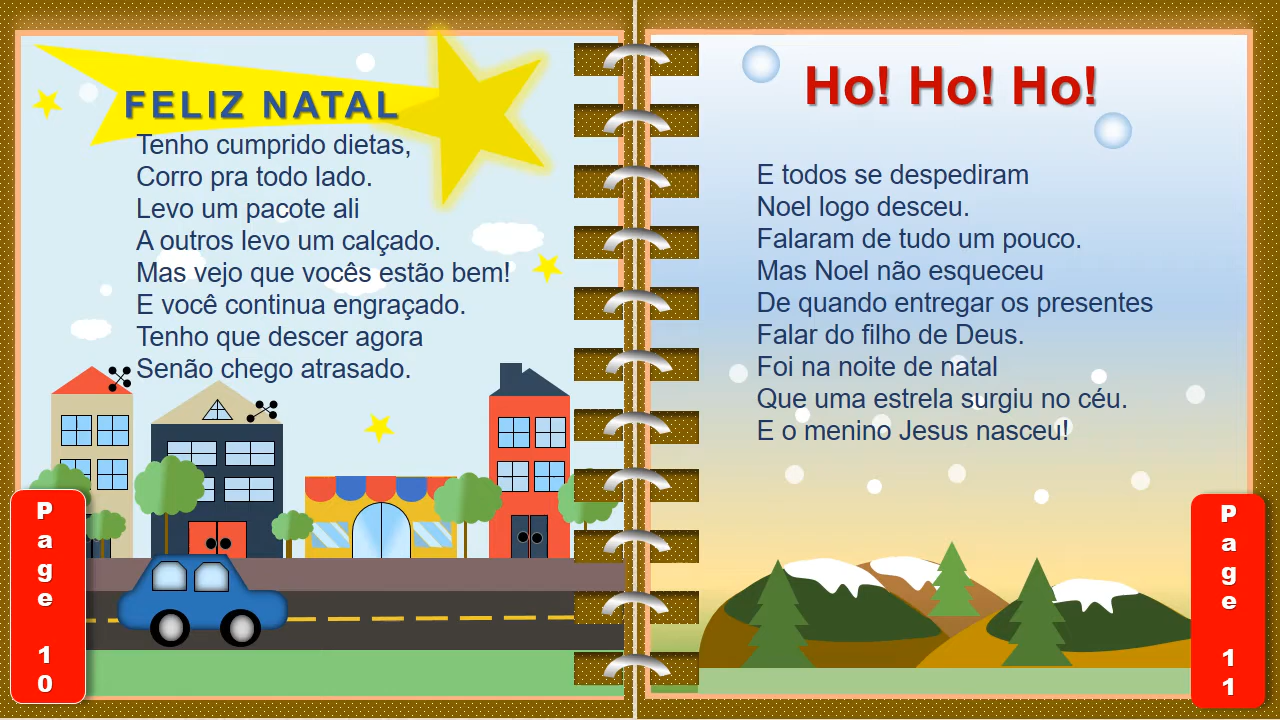 FELIZ NATAL
Tenho cumprido dietas,
Corro pra todo lado.
Levo um pacote ali
A outros levo um calçado.
Mas vejo que vocês estão bem!
E você continua engraçado.
Tenho que descer agora
Senão chego atrasado.
Page 10
Ho! Ho! Ho!
E todos se despediram
Noel logo desceu.
Falaram de tudo um pouco.
Mas Noel não esqueceu
De quando entregar os presentes
Falar do filho de Deus.
Foi na noite de natal
Que uma estrela surgiu no céu.
E o menino Jesus nasceu!
Page 11